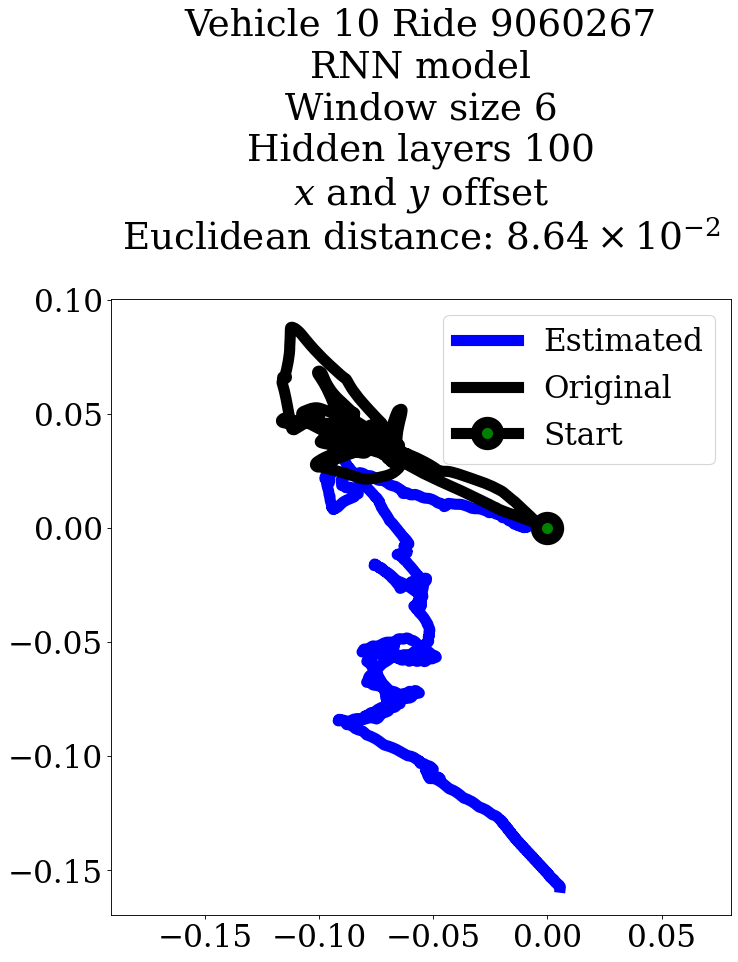 Vehicle 10 Ride 9060267
RNN model
Window size 6
Hidden layers 100
x and y offset
Euclidean distance: 8.64 × 10⁻²
Estimated
Original
Start
0.10
0.05
0.00
−0.05
−0.10
−0.15
−0.15 −0.10 −0.05 0.00 0.05